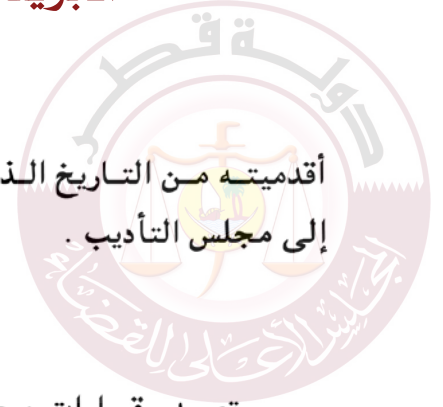 دولة قطر
أقدميته من التاريخ الذ
إلى مجلس التأديب .
المجلس الأعلى للقضاء